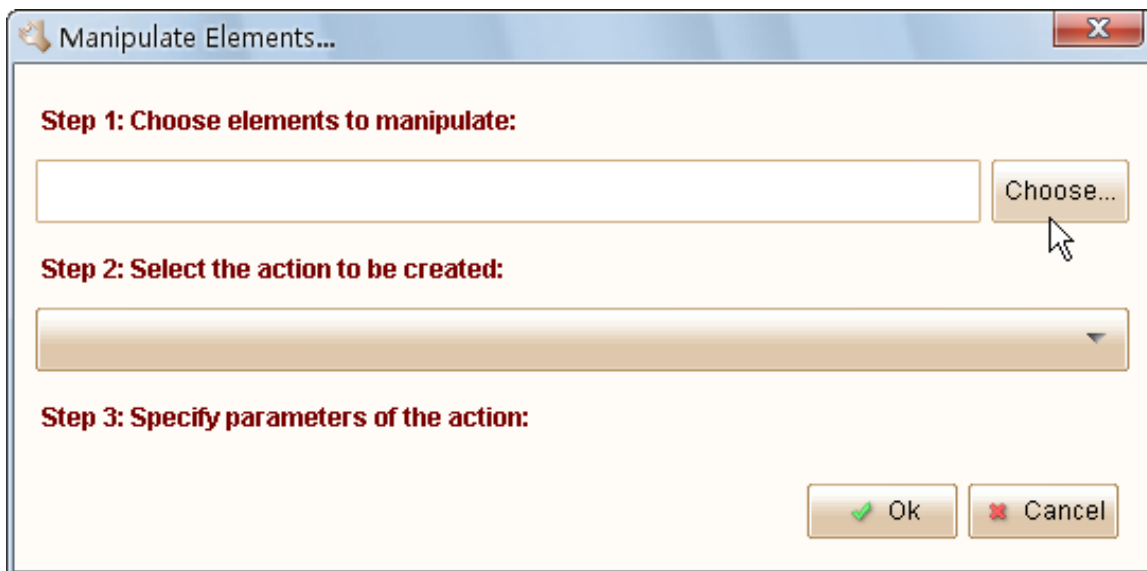 Manipulate Elements...
Step 1: Choose elements to manipulate:
Choose...
Step 2: Select the action to be created:
Step 3: Specify parameters of the action:
Ok
Cancel